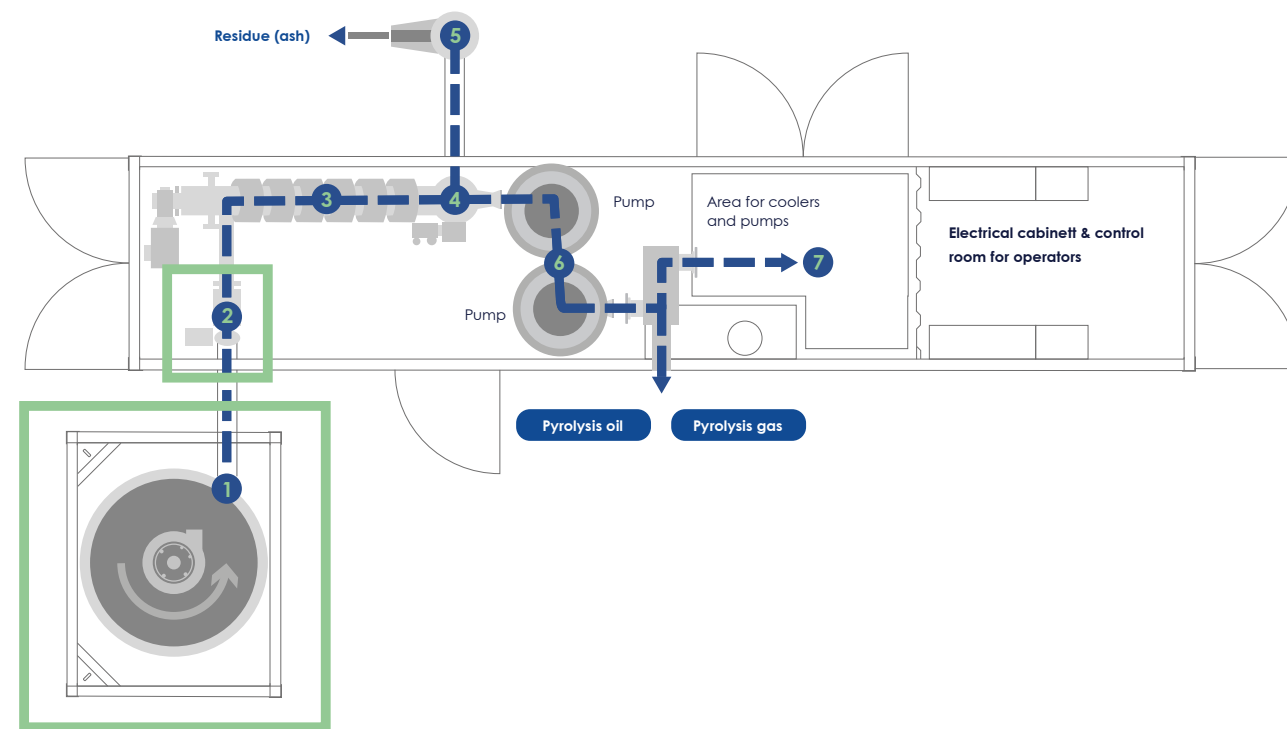 Residue (ash)
5
3
4
Pump
Area for coolers
and pumps
Electrical cabinett & control
room for operators
6
7
2
Pump
Pyrolysis oil
Pyrolysis gas
1